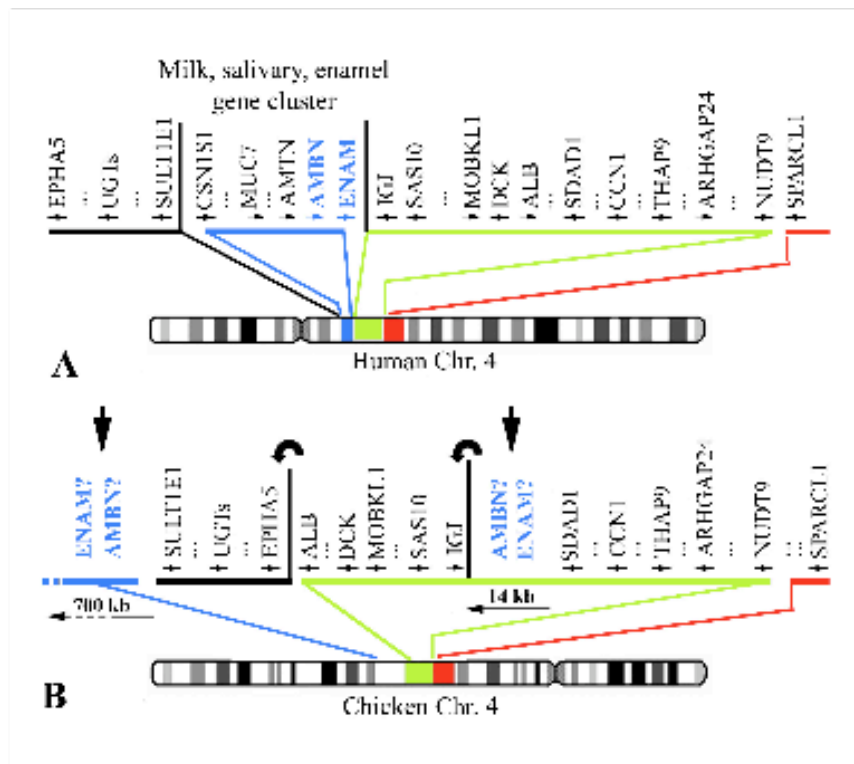 Milk, salivary, enamel
gene cluster
EPHA5 ... UGTs ... SULT1E1 CSN1S1 ... MUC7 ... AMTN AMBN ENAM IGJ SAS10 ... MOBKL1 DCK ALB ... SDAD1 ... CCN1 ... THAP9 ... ARHGAP24 ... NUDT9 SPARCL1
A
Human Chr. 4
ENAM? AMBN? SULT1E1 ... UGTs ... EPHA5 ALB ... DCK MOBKL1 ... SAS10 ... IGJ AMBN? ENAM? SDAD1 ... CCN1 ... THAP9 ... ARHGAP24 ... NUDT9 ... SPARCL1
700 kb
14 kb
B
Chicken Chr. 4